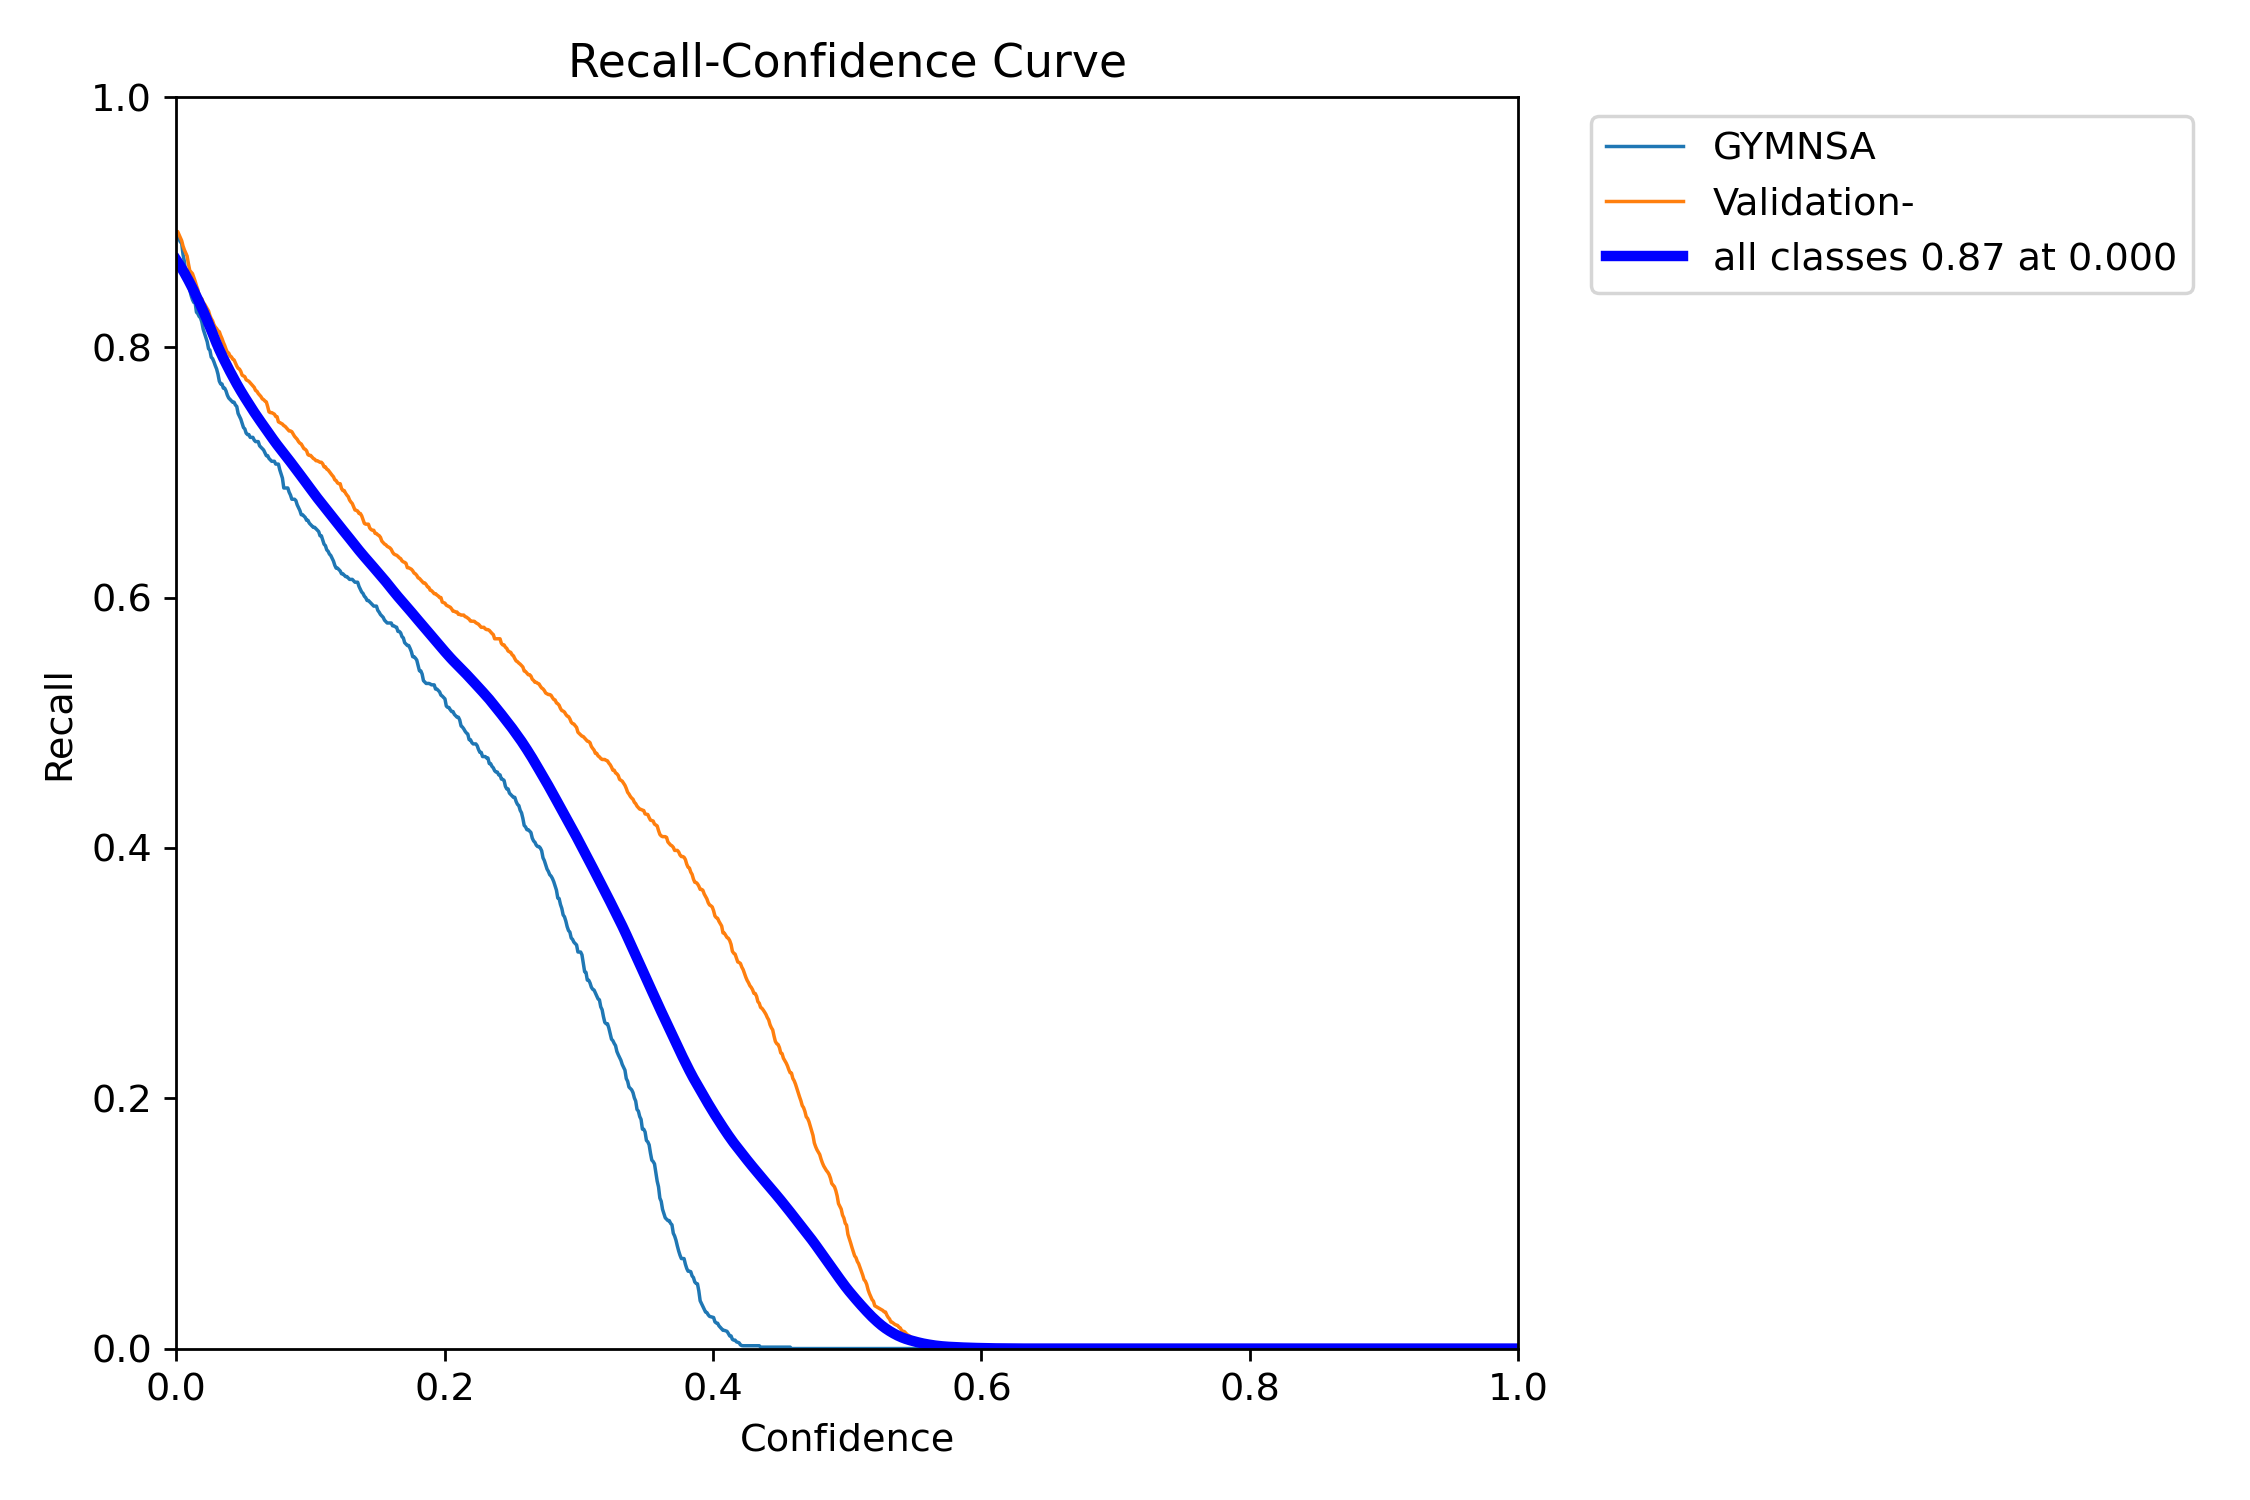 Recall-Confidence Curve
1.0
0.8
0.6
0.4
0.2
0.0
Recall
0.0 0.2 0.4 0.6 0.8 1.0
Confidence
GYMNSA
Validation-
all classes 0.87 at 0.000